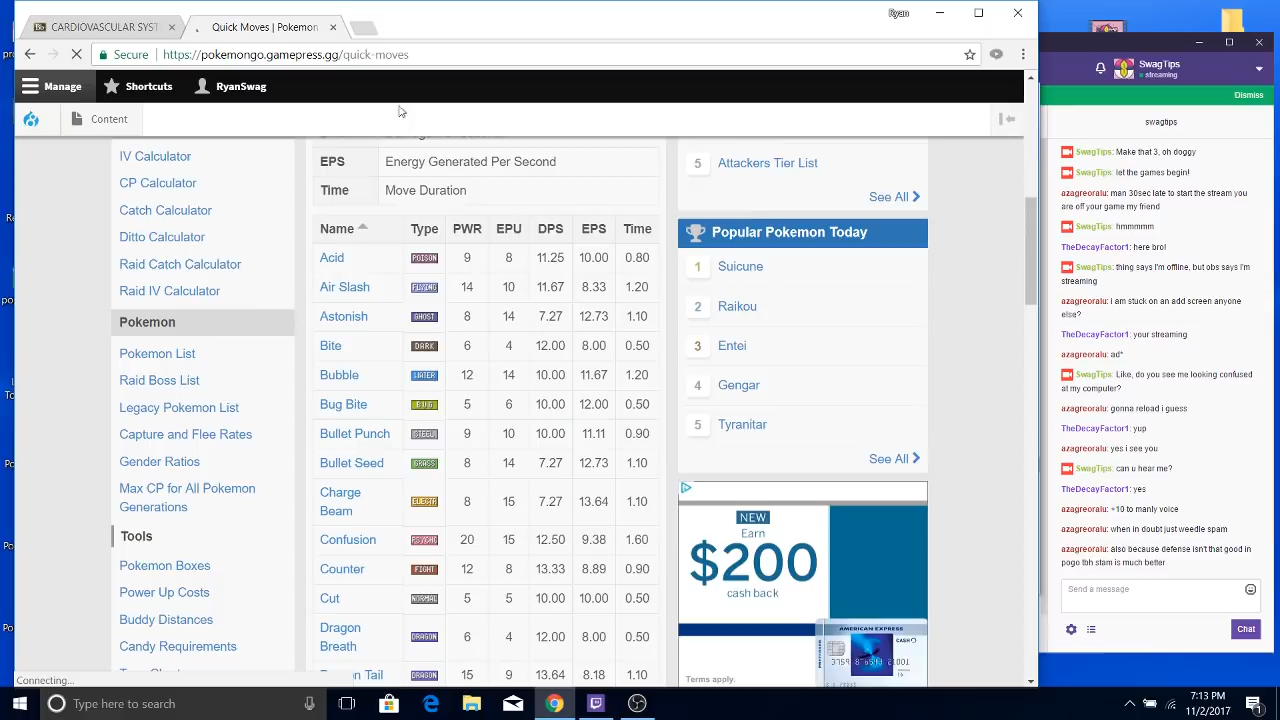 Ryan
CARDIOVASCULAR SYST
Quick Moves | Pokemon
Secure
https://pokemongo.gamepress.gg/quick-moves
Manage
Shortcuts
RyanSwag
Content
IV Calculator
CP Calculator
Catch Calculator
Ditto Calculator
Raid Catch Calculator
Raid IV Calculator
Pokemon
Pokemon List
Raid Boss List
Legacy Pokemon List
Capture and Flee Rates
Gender Ratios
Max CP for All Pokemon
Generations
Tools
Pokemon Boxes
Power Up Costs
Buddy Distances
Candy Requirements
Connecting...
EPS Energy Generated Per Second
Time Move Duration
Name Type PWR EPU DPS EPS Time
Acid POISON 9 8 11.25 10.00 0.80
Air Slash FLYING 14 10 11.67 8.33 1.20
Astonish GHOST 8 14 7.27 12.73 1.10
Bite DARK 6 4 12.00 8.00 0.50
Bubble WATER 12 14 10.00 11.67 1.20
Bug Bite BUG 5 6 10.00 12.00 0.50
Bullet Punch STEEL 9 10 10.00 11.11 0.90
Bullet Seed GRASS 8 14 7.27 12.73 1.10
Charge
Beam ELECTR 8 15 7.27 13.64 1.10
Confusion PSYCHC 20 15 12.50 9.38 1.60
Counter FIGHT 12 8 13.33 8.89 0.90
Cut NORMAL 5 5 10.00 10.00 0.50
Dragon
Breath DRAGON 6 4 12.00 8.00 0.50
Tail DRAGON 15 9 13.64 8.18 1.10
5 Attackers Tier List
See All
Popular Pokemon Today
1 Suicune
2 Raikou
3 Entei
4 Gengar
5 Tyranitar
See All
NEW
Earn
$200
cash back
AMERICAN EXPRESS
Terms apply.
SwagTips
streaming
Dismiss
swagtips
SwagTips: Make that 3, oh doggy
SwagTips: let the games begin!
azagreoralu: man 30sec late to start the stream you
are off your game my friend
SwagTips: hmmmmm
TheDecayFactor1: here bro!
SwagTips: thing says I'm offline, but obs says I'm
streaming
azagreoralu: I am stuck on an add screen anyone
else?
TheDecayFactor1: your streaming
azagreoralu: ad*
SwagTips: Like, do you see me looking confused
at my computer?
azagreoralu: gonna reload i guess
TheDecayFactor1: yup
azagreoralu: yes i see you
SwagTips: can u hear me?
TheDecayFactor1: yes
azagreoralu: +10 to manly voice
azagreoralu: when in doubt just weedle spam
azagreoralu: also because defense isn't that good in
pogo tbh stam is much better
Send a message
Chat
Type here to search
7:13 PM
11/2/2017